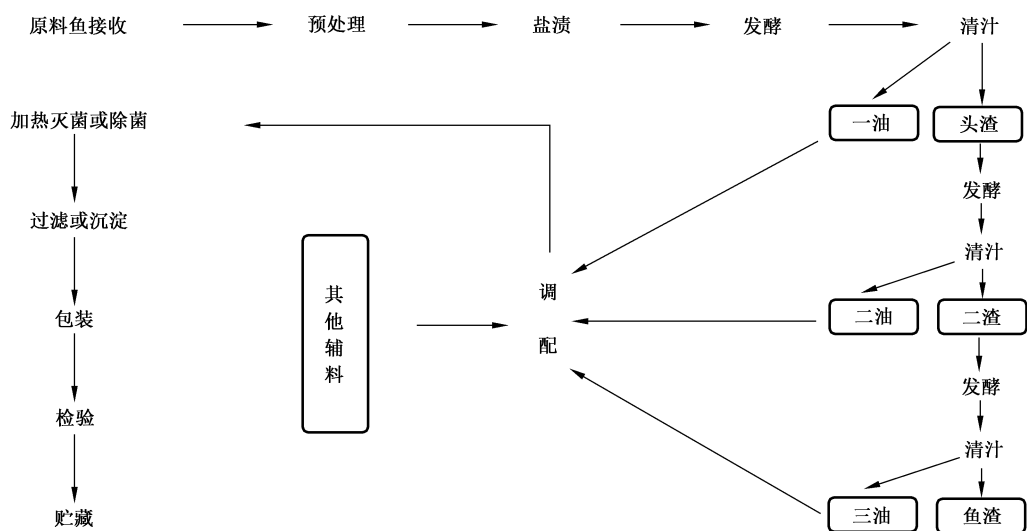 原料鱼接收
预处理
盐渍
发酵
清汁
加热灭菌或除菌
一油
头渣
发酵
过滤或沉淀
清汁
其他辅料
调配
二油
二渣
包装
发酵
检验
清汁
三油
鱼渣
贮藏